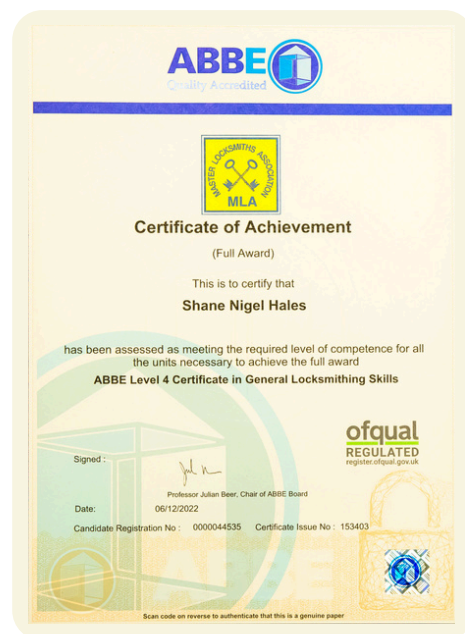 ABBE
Quality Accredited
MASTER LOCKSMITHS ASSOCIATION
MLA
Certificate of Achievement
(Full Award)
This is to certify that
Shane Nigel Hales
has been assessed as meeting the required level of competence for all
the units necessary to achieve the full award
ABBE Level 4 Certificate in General Locksmithing Skills
ofqual
REGULATED
register.ofqual.gov.uk
Signed :
Professor Julian Beer, Chair of ABBE Board
Date: 06/12/2022
Candidate Registration No : 0000044535 Certificate Issue No : 153403
ABBE
Scan code on reverse to authenticate that this is a genuine paper